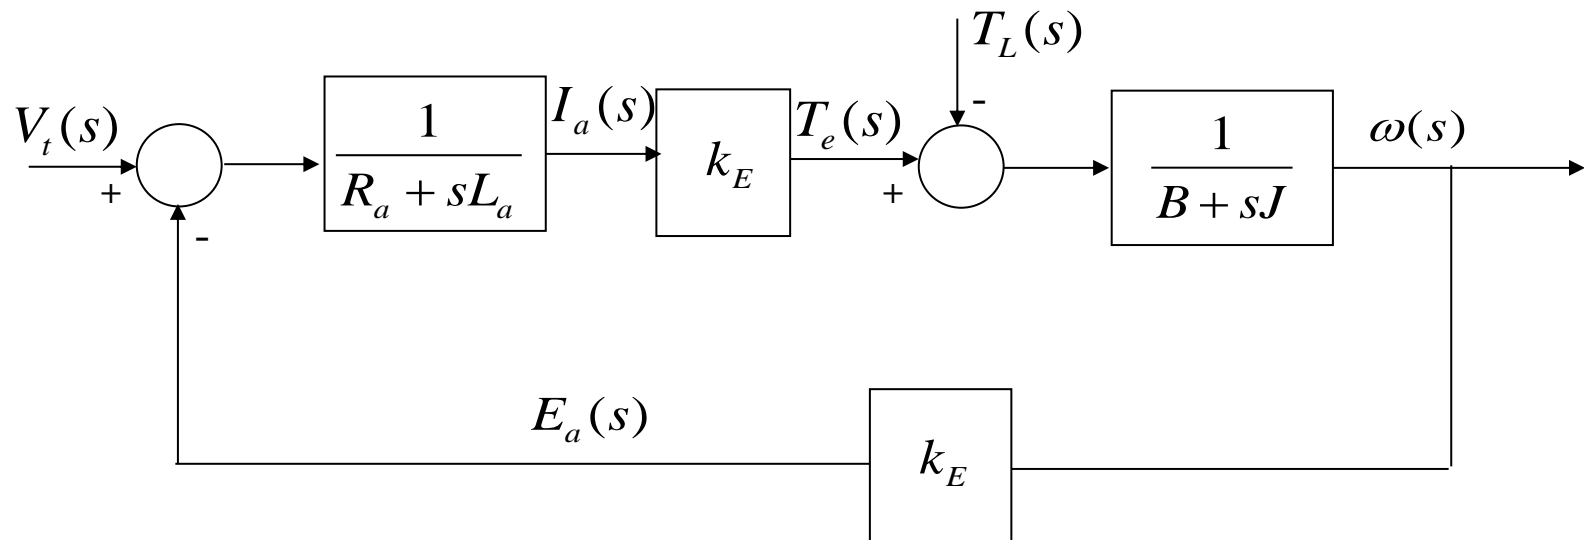 T_L(s)
-
V_t(s)
+
1
R_a + sL_a
I_a(s)
k_E
T_e(s)
+
1
B + sJ
ω(s)
-
E_a(s)
k_E